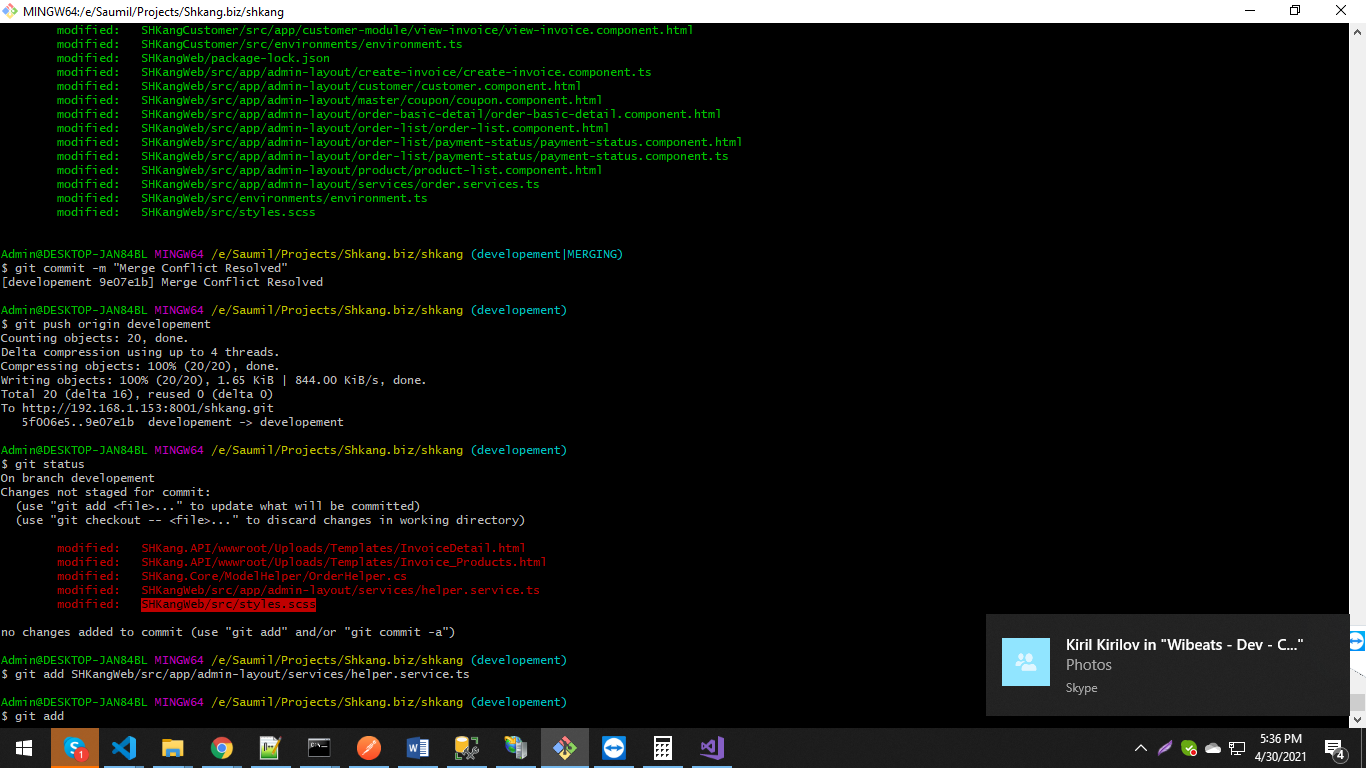 MINGW64:/e/Saumil/Projects/Shkang.biz/shkang
modified: SHKangCustomer/src/app/customer-module/view-invoice/view-invoice.component.html
modified: SHKangCustomer/src/environments/environment.ts
modified: SHKangWeb/package-lock.json
modified: SHKangWeb/src/app/admin-layout/create-invoice/create-invoice.component.ts
modified: SHKangWeb/src/app/admin-layout/customer/customer.component.html
modified: SHKangWeb/src/app/admin-layout/master/coupon/coupon.component.html
modified: SHKangWeb/src/app/admin-layout/order-basic-detail/order-basic-detail.component.html
modified: SHKangWeb/src/app/admin-layout/order-list/order-list.component.html
modified: SHKangWeb/src/app/admin-layout/order-list/payment-status/payment-status.component.html
modified: SHKangWeb/src/app/admin-layout/order-list/payment-status/payment-status.component.ts
modified: SHKangWeb/src/app/admin-layout/product/product-list.component.html
modified: SHKangWeb/src/app/admin-layout/services/order.services.ts
modified: SHKangWeb/src/environments/environment.ts
modified: SHKangWeb/src/styles.scss
Admin@DESKTOP-JAN84BL MINGW64 /e/Saumil/Projects/Shkang.biz/shkang (developement|MERGING)
$ git commit -m "Merge Conflict Resolved"
[developement 9e07e1b] Merge Conflict Resolved
Admin@DESKTOP-JAN84BL MINGW64 /e/Saumil/Projects/Shkang.biz/shkang (developement)
$ git push origin developement
Counting objects: 20, done.
Delta compression using up to 4 threads.
Compressing objects: 100% (20/20), done.
Writing objects: 100% (20/20), 1.65 KiB | 844.00 KiB/s, done.
Total 20 (delta 16), reused 0 (delta 0)
To http://192.168.1.153:8001/shkang.git
5f006e5..9e07e1b developement -> developement
Admin@DESKTOP-JAN84BL MINGW64 /e/Saumil/Projects/Shkang.biz/shkang (developement)
$ git status
On branch developement
Changes not staged for commit:
(use "git add <file>..." to update what will be committed)
(use "git checkout -- <file>..." to discard changes in working directory)
modified: SHKang.API/wwwroot/Uploads/Templates/InvoiceDetail.html
modified: SHKang.API/wwwroot/Uploads/Templates/Invoice_Products.html
modified: SHKang.Core/ModelHelper/OrderHelper.cs
modified: SHKangWeb/src/app/admin-layout/services/helper.service.ts
modified: SHKangWeb/src/styles.scss
no changes added to commit (use "git add" and/or "git commit -a")
Admin@DESKTOP-JAN84BL MINGW64 /e/Saumil/Projects/Shkang.biz/shkang (developement)
$ git add SHKangWeb/src/app/admin-layout/services/helper.service.ts
Admin@DESKTOP-JAN84BL MINGW64 /e/Saumil/Projects/Shkang.biz/shkang (developement)
$ git add
Kiril Kirilov in "Wibeats - Dev - C..."
Photos
Skype
1
5:36 PM
4/30/2021
4